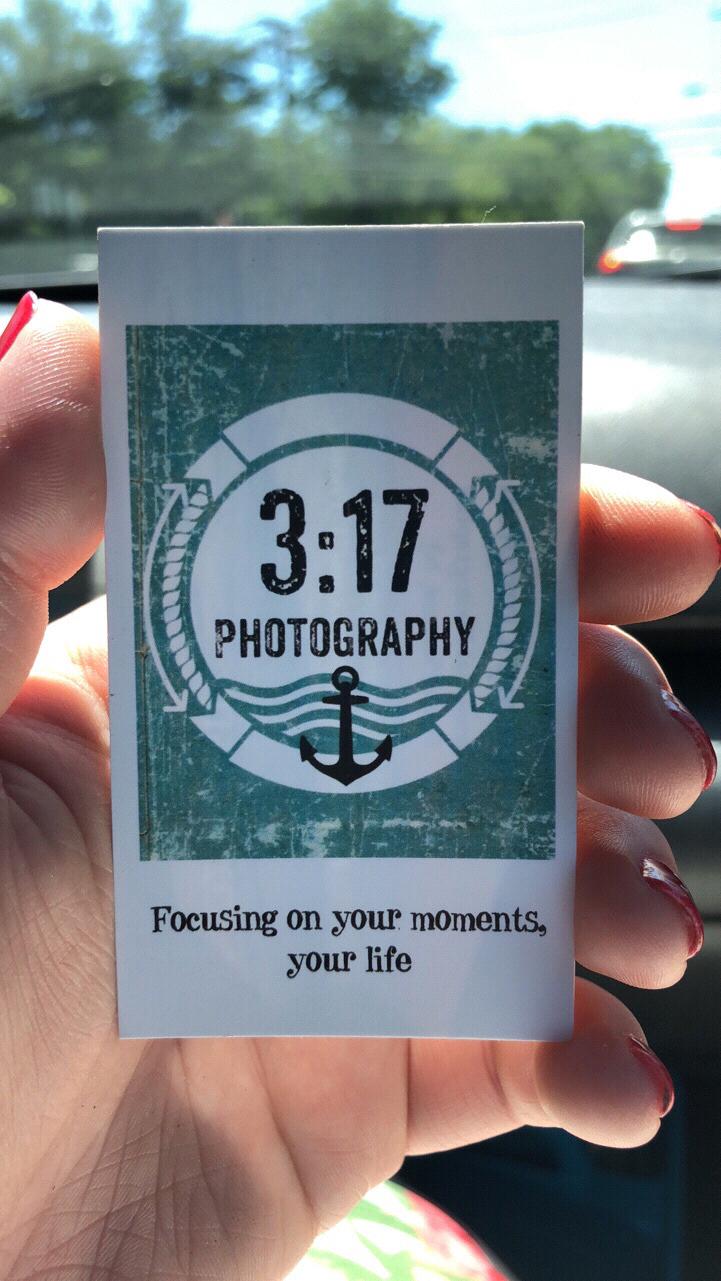 3:17
PHOTOGRAPHY
Focusing on your moments,
your life